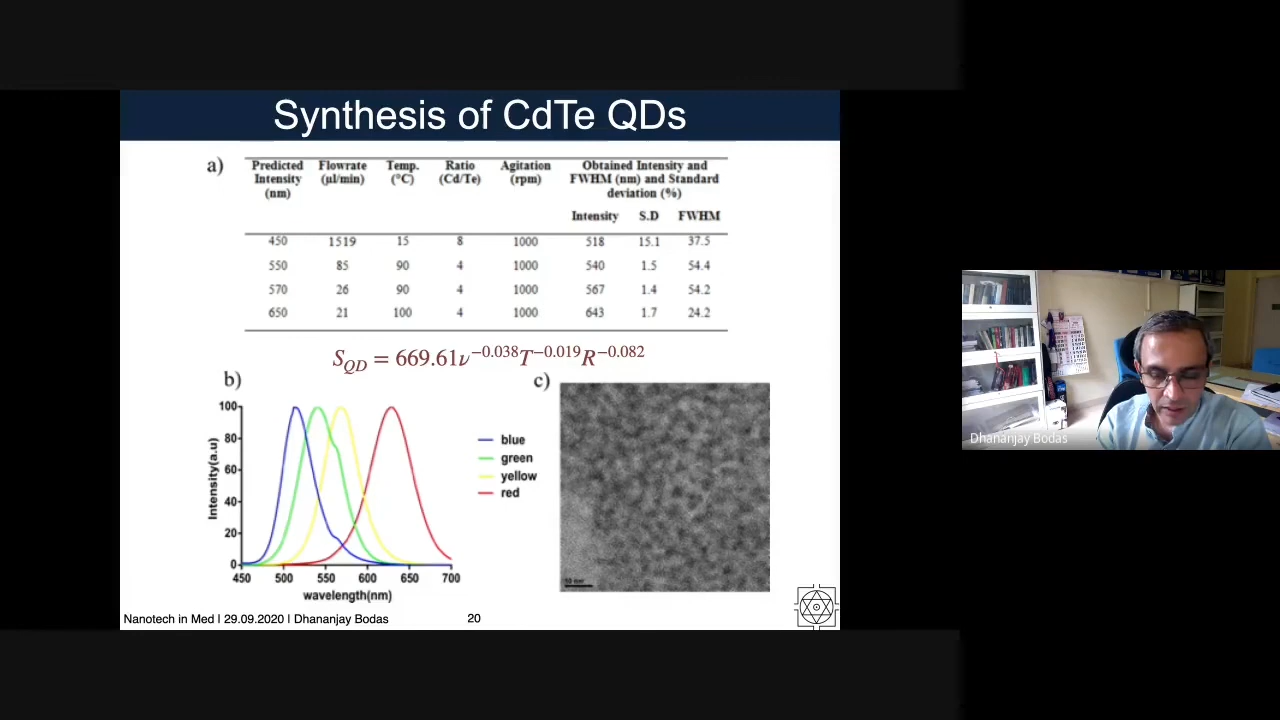 Synthesis of CdTe QDs
a)
Predicted Intensity (nm) Flowrate (µl/min) Temp. (°C) Ratio (Cd/Te) Agitation (rpm) Obtained Intensity and FWHM (nm) and Standard deviation (%)
Intensity S.D FWHM
450 1519 15 8 1000 518 15.1 37.5
550 85 90 4 1000 540 1.5 54.4
570 26 90 4 1000 567 1.4 54.2
650 21 100 4 1000 643 1.7 24.2
S_QD = 669.61ν^−0.038 T^−0.019 R^−0.082
b)
c)
100
80
60
40
20
0
Intensity(a.u)
450 500 550 600 650 700
wavelength(nm)
blue
green
yellow
red
10 nm
Nanotech in Med I 29.09.2020 I Dhananjay Bodas 20
Dhananjay Bodas